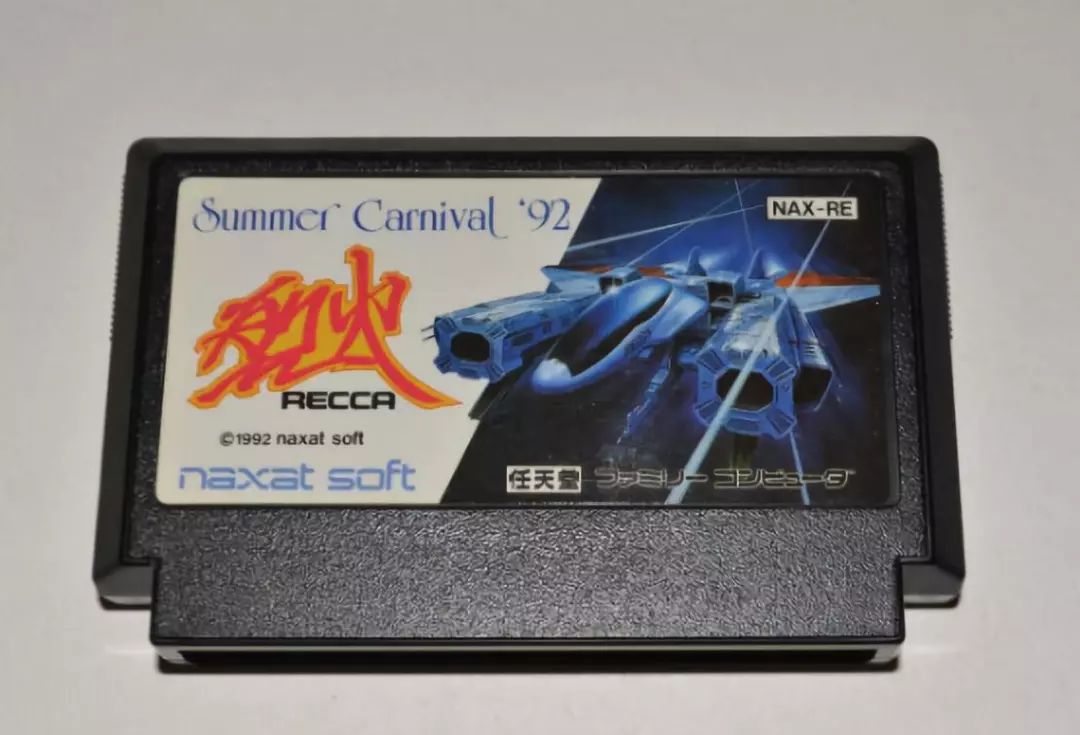 Summer Carnival '92
NAX-RE
烈火
RECCA
©1992 naxat soft
naxat soft
任天堂 ファミリー コンピュータ